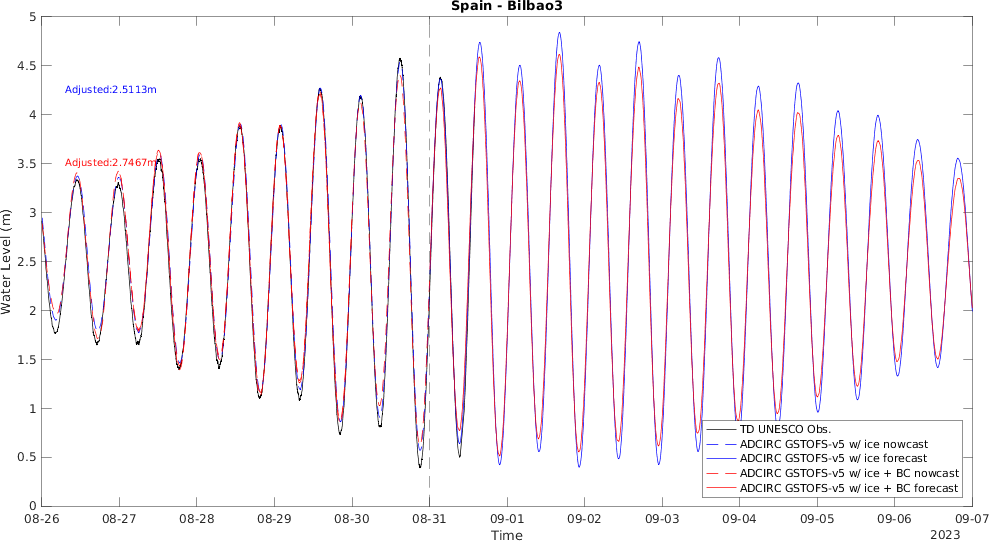 Spain - Bilbao3
5
4.5
4
3.5
3
2.5
2
1.5
1
0.5
0
Water Level (m)
Adjusted:2.5113m
Adjusted:2.7467m
TD UNESCO Obs.
ADCIRC GSTOFS-v5 w/ ice nowcast
ADCIRC GSTOFS-v5 w/ ice forecast
ADCIRC GSTOFS-v5 w/ ice + BC nowcast
ADCIRC GSTOFS-v5 w/ ice + BC forecast
08-26 08-27 08-28 08-29 08-30 08-31 09-01 09-02 09-03 09-04 09-05 09-06 09-07
Time
2023